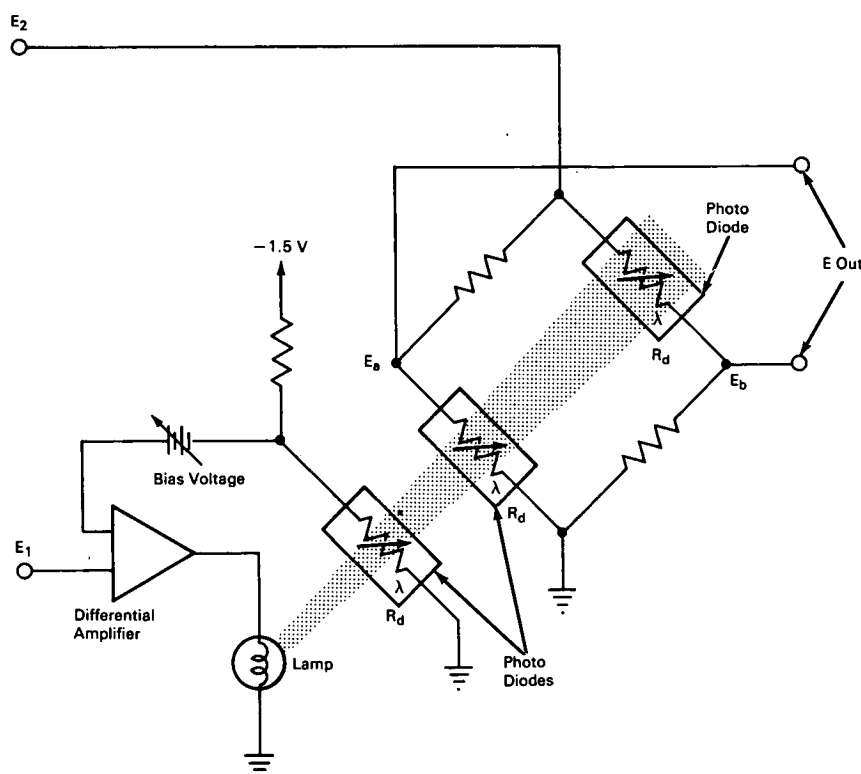 E2
Photo
Diode
−1.5 V
E Out
λ
Rd
Ea
Eb
Bias Voltage
λ
Rd
E1
λ
Rd
Differential
Amplifier
Lamp
Photo
Diodes